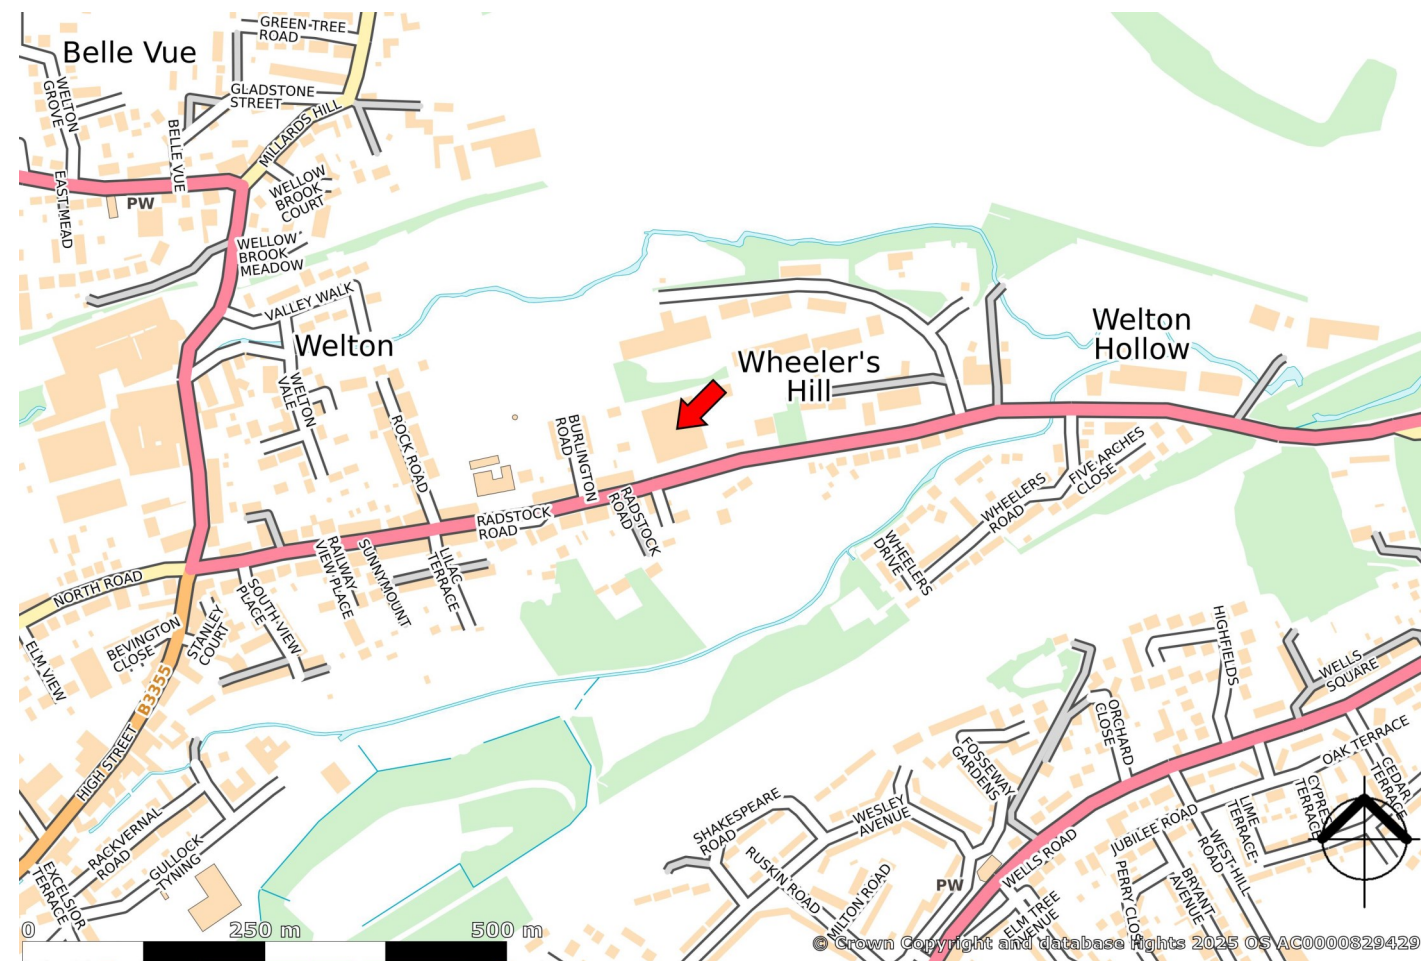 GREEN TREE
ROAD
Belle Vue
WELTON
GROVE
GLADSTONE
STREET
MILLARDS HILL
BELLE VUE
EAST MEAD
PW
WELLOW
BROOK
COURT
WELLOW
BROOK
MEADOW
VALLEY WALK
Welton
WELTON
VALE
ROCK ROAD
Wheeler's
Hill
Welton
Hollow
BURLINGTON
ROAD
RADSTOCK
ROAD
RADSTOCK
ROAD
FIVE ARCHES
CLOSE
WHEELERS
ROAD
WHEELERS
DRIVE
RAILWAY
VIEW PLACE
SUNNYMOUNT
LILAC
TERRACE
NORTH ROAD
SOUTH VIEW
PLACE
STANLEY
COURT
BEVINGTON
CLOSE
ELM VIEW
B3355
HIGH STREET
HIGHFIELDS
WELLS
SQUARE
ORCHARD
CLOSE
OAK TERRACE
CEDAR
TERRACE
CYPRES
TERRACE
LIME
TERRACE
FOSSEWAY
GARDENS
SHAKESPEARE
ROAD
WESLEY
AVENUE
JUBILEE ROAD
WEST HILL
ROAD
WELLS ROAD
RUSKIN ROAD
MILTON ROAD
PW
BRYANT
AVENUE
PERRY CLOSE
ELM TREE
AVENUE
RACKVERNAL
ROAD
GULLOCK
TYNING
EXCELSIOR
TERRACE
0 250 m 500 m
© Crown Copyright and database rights 2025 OS AC0000829429